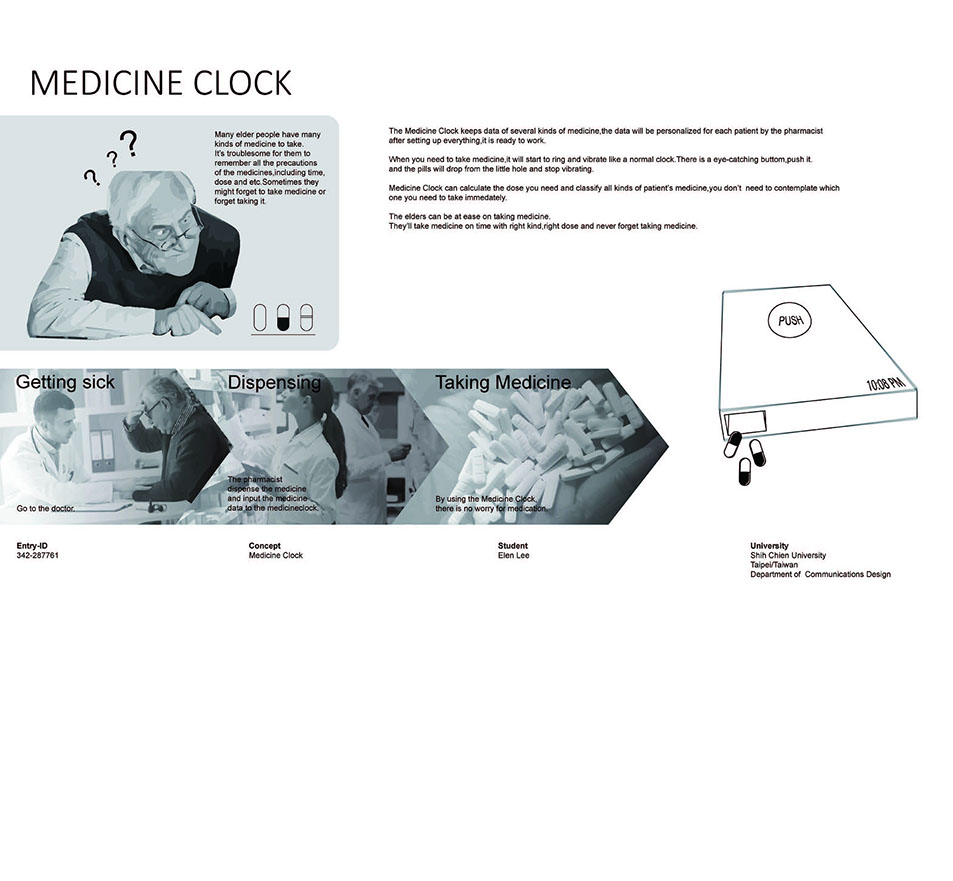 MEDICINE CLOCK
?
?
?
Many elder people have many
kinds of medicine to take.
It's troublesome for them to
remember all the precautions
of the medicines,including time,
dose and etc.Sometimes they
might forget to take medicine or
forget taking it.
The Medicine Clock keeps data of several kinds of medicine,the data will be personalized for each patient by the pharmacist
after setting up everything,it is ready to work.
When you need to take medicine,it will start to ring and vibrate like a normal clock.There is a eye-catching buttom,push it.
and the pills will drop from the little hole and stop vibrating.
Medicine Clock can calculate the dose you need and classify all kinds of patient's medicine,you don't need to contemplate which
one you need to take immedately.
The elders can be at ease on taking medicine.
They'll take medicine on time with right kind,right dose and never forget taking medicine.
PUSH
10:08 PM
Getting sick
Go to the doctor.
Dispensing
The pharmacist
dispense the medicine
and input the medicine
data to the medicineclock.
Taking Medicine
By using the Medicine Clock,
there is no worry for medication.
Entry-ID
342-287761
Concept
Medicine Clock
Student
Elen Lee
University
Shih Chien University
Taipei/Taiwan
Department of Communications Design